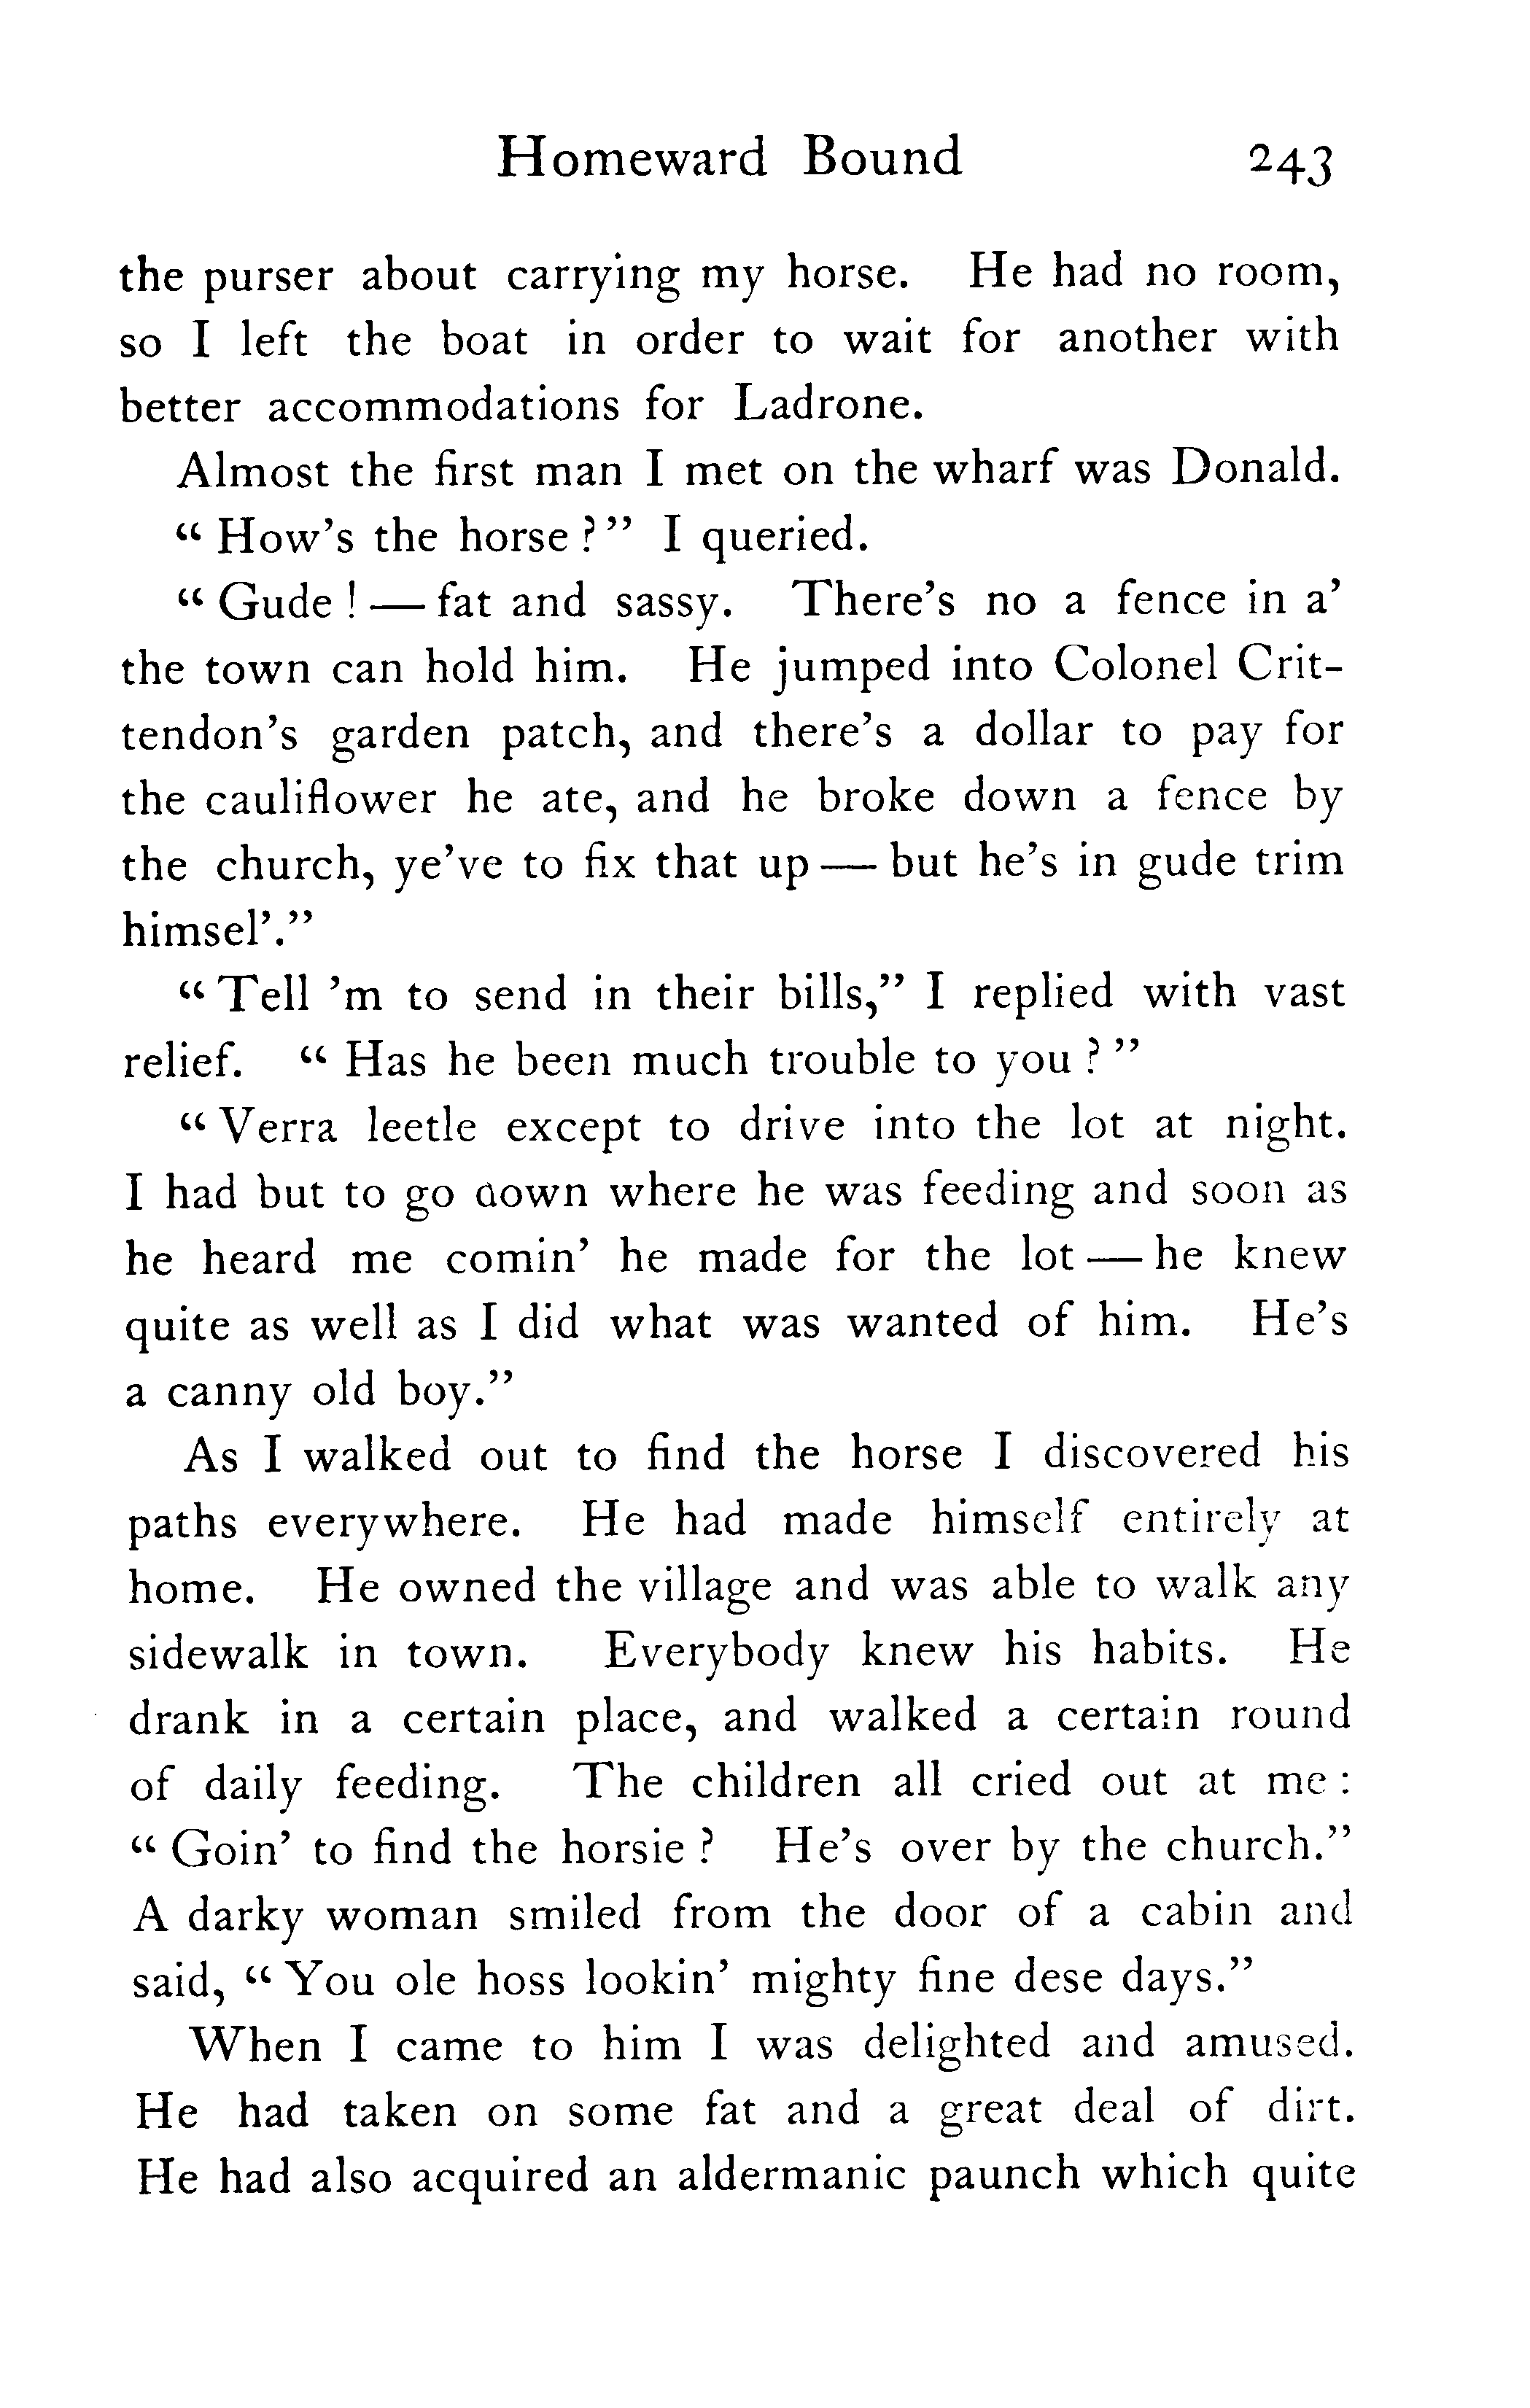 Homeward Bound 243
the purser about carrying my horse. He had no room,
so I left the boat in order to wait for another with
better accommodations for Ladrone.
Almost the first man I met on the wharf was Donald.
“ How’s the horse ? ” I queried.
“ Gude ! — fat and sassy. There’s no a fence in a’
the town can hold him. He jumped into Colonel Crit-
tendon’s garden patch, and there’s a dollar to pay for
the cauliflower he ate, and he broke down a fence by
the church, ye’ve to fix that up — but he’s in gude trim
himsel’.”
“ Tell ’m to send in their bills,” I replied with vast
relief. “ Has he been much trouble to you ? ”
“ Verra leetle except to drive into the lot at night.
I had but to go down where he was feeding and soon as
he heard me comin’ he made for the lot — he knew
quite as well as I did what was wanted of him. He’s
a canny old boy.”
As I walked out to find the horse I discovered his
paths everywhere. He had made himself entirely at
home. He owned the village and was able to walk any
sidewalk in town. Everybody knew his habits. He
drank in a certain place, and walked a certain round
of daily feeding. The children all cried out at me :
“ Goin’ to find the horsie ? He’s over by the church.”
A darky woman smiled from the door of a cabin and
said, “ You ole hoss lookin’ mighty fine dese days.”
When I came to him I was delighted and amused.
He had taken on some fat and a great deal of dirt.
He had also acquired an aldermanic paunch which quite